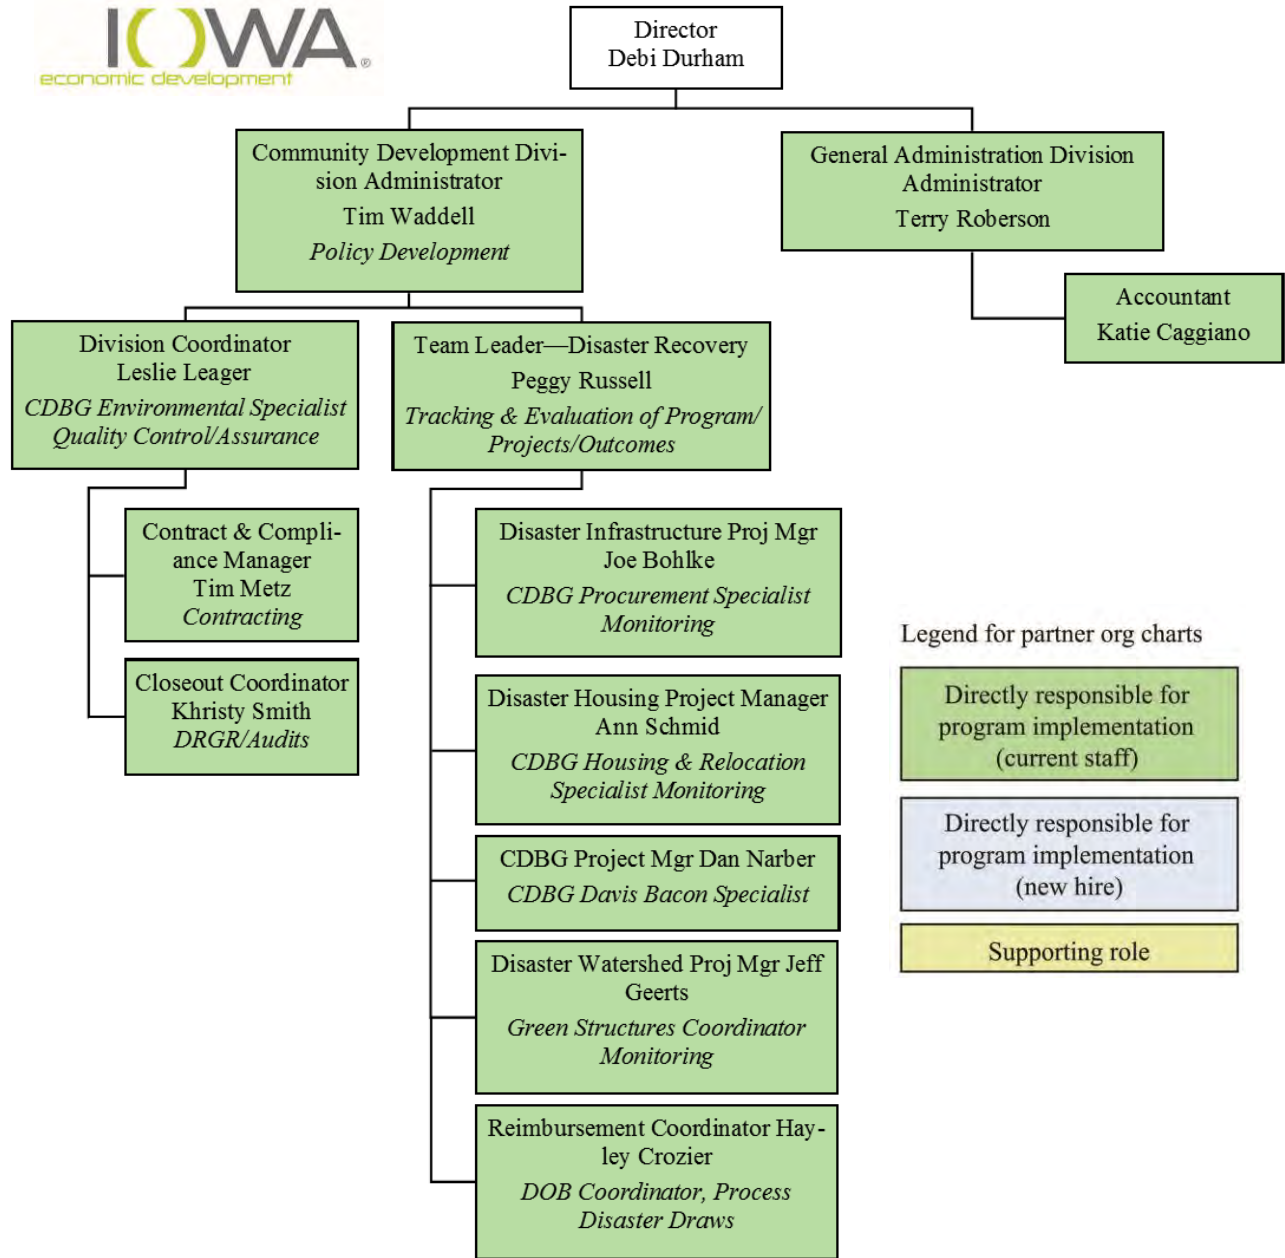 IOWA®
economic development
Director
Debi Durham
Community Development Divi-
sion Administrator
Tim Waddell
Policy Development
General Administration Division
Administrator
Terry Roberson
Accountant
Katie Caggiano
Division Coordinator
Leslie Leager
CDBG Environmental Specialist
Quality Control/Assurance
Team Leader—Disaster Recovery
Peggy Russell
Tracking & Evaluation of Program/
Projects/Outcomes
Contract & Compli-
ance Manager
Tim Metz
Contracting
Closeout Coordinator
Khristy Smith
DRGR/Audits
Disaster Infrastructure Proj Mgr
Joe Bohlke
CDBG Procurement Specialist
Monitoring
Disaster Housing Project Manager
Ann Schmid
CDBG Housing & Relocation
Specialist Monitoring
CDBG Project Mgr Dan Narber
CDBG Davis Bacon Specialist
Disaster Watershed Proj Mgr Jeff
Geerts
Green Structures Coordinator
Monitoring
Reimbursement Coordinator Hay-
ley Crozier
DOB Coordinator, Process
Disaster Draws
Legend for partner org charts
Directly responsible for
program implementation
(current staff)
Directly responsible for
program implementation
(new hire)
Supporting role